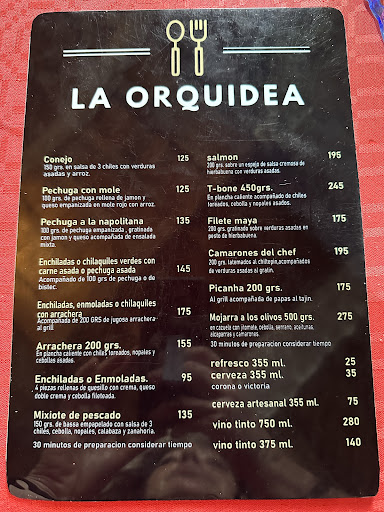 LA ORQUIDEA
Conejo 125
150 grs. en salsa de 3 chiles con verduras
asadas y arroz.
Pechuga con mole 125
180 grs. de pechuga rellena de jamon y
queso empanizada en mole rojo con arroz.
Pechuga a la napolitana 135
180 grs. de pechuga empanizada , gratinada
con jamon y queso acompañada de ensalada
mixta.
Enchiladas o chilaquiles verdes con
carne asada o pechuga asada 145
Acompañado de 100 grs de pechuga o de
bistec.
Enchiladas, enmoladas o chilaquiles
con arrachera 175
Acompañada de 200 GRS de jugosa arrachera
al grill
Arrachera 200 grs. 155
En plancha caliente con chiles toreados, nopales y
cebollas asadas.
Enchiladas o Enmoladas. 95
4 piezas rellenas de quesillo con crema, queso
doble crema y cebolla fileteada.
Mixiote de pescado 135
150 grs. de bassa empapelado con salsa de 3
chiles, cebolla, nopales, calabaza y zanahoria.
30 minutos de preparacion considerar tiempo
salmon 195
200 grs. sobre un espejo de salsa cremosa de
hierbabuena con verduras asadas.
T-bone 450grs. 245
En plancha caliente acompañado de chiles
toreados, cebolla y nopales asados.
Filete maya 175
200 grs. gratinado sobre verduras asadas en
pesto de hierbabuena.
Camarones del chef 195
200 grs. laternados al chiltepin,acompañados
de verduras asadas al gratin.
Picanha 200 grs. 175
Al grill acompañada de papas al tajin.
Mojarra a los olivos 500 grs. 275
en cazuela con jitomate, cebolla, serrano, aceitunas,
alcaparras y camarones.
30 minutos de preparacion considerar tiempo
refresco 355 ml. 25
cerveza 355 ml. 35
corona o victoria
cerveza artesanal 355 ml. 75
vino tinto 750 ml. 280
vino tinto 375 ml. 140